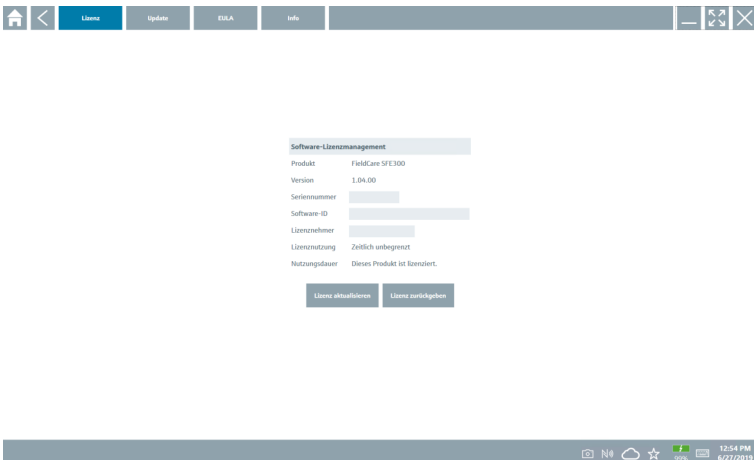 Lizenz Update EULA Info
Software-Lizenzmanagement
Produkt FieldCare SFE300
Version 1.04.00
Seriennummer
Software-ID
Lizenznehmer
Lizenznutzung Zeitlich unbegrenzt
Nutzungsdauer Dieses Produkt ist lizenziert.
Lizenz aktualisieren Lizenz zurückgeben
12:54 PM
99% 6/27/2019